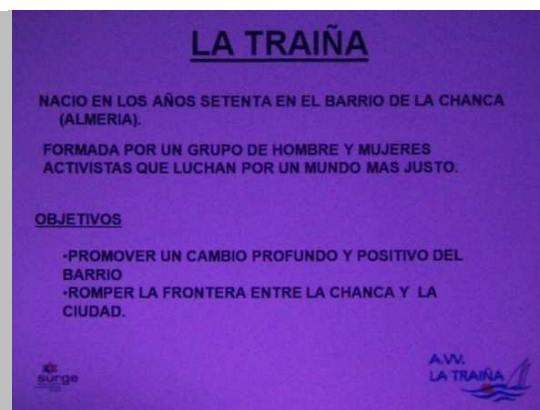 LA TRAIÑA
NACIO EN LOS AÑOS SETENTA EN EL BARRIO DE LA CHANCA
(ALMERIA).
FORMADA POR UN GRUPO DE HOMBRE Y MUJERES
ACTIVISTAS QUE LUCHAN POR UN MUNDO MAS JUSTO.
OBJETIVOS
•PROMOVER UN CAMBIO PROFUNDO Y POSITIVO DEL
BARRIO
•ROMPER LA FRONTERA ENTRE LA CHANCA Y LA
CIUDAD.
surge
A.VV.
LA TRAIÑA